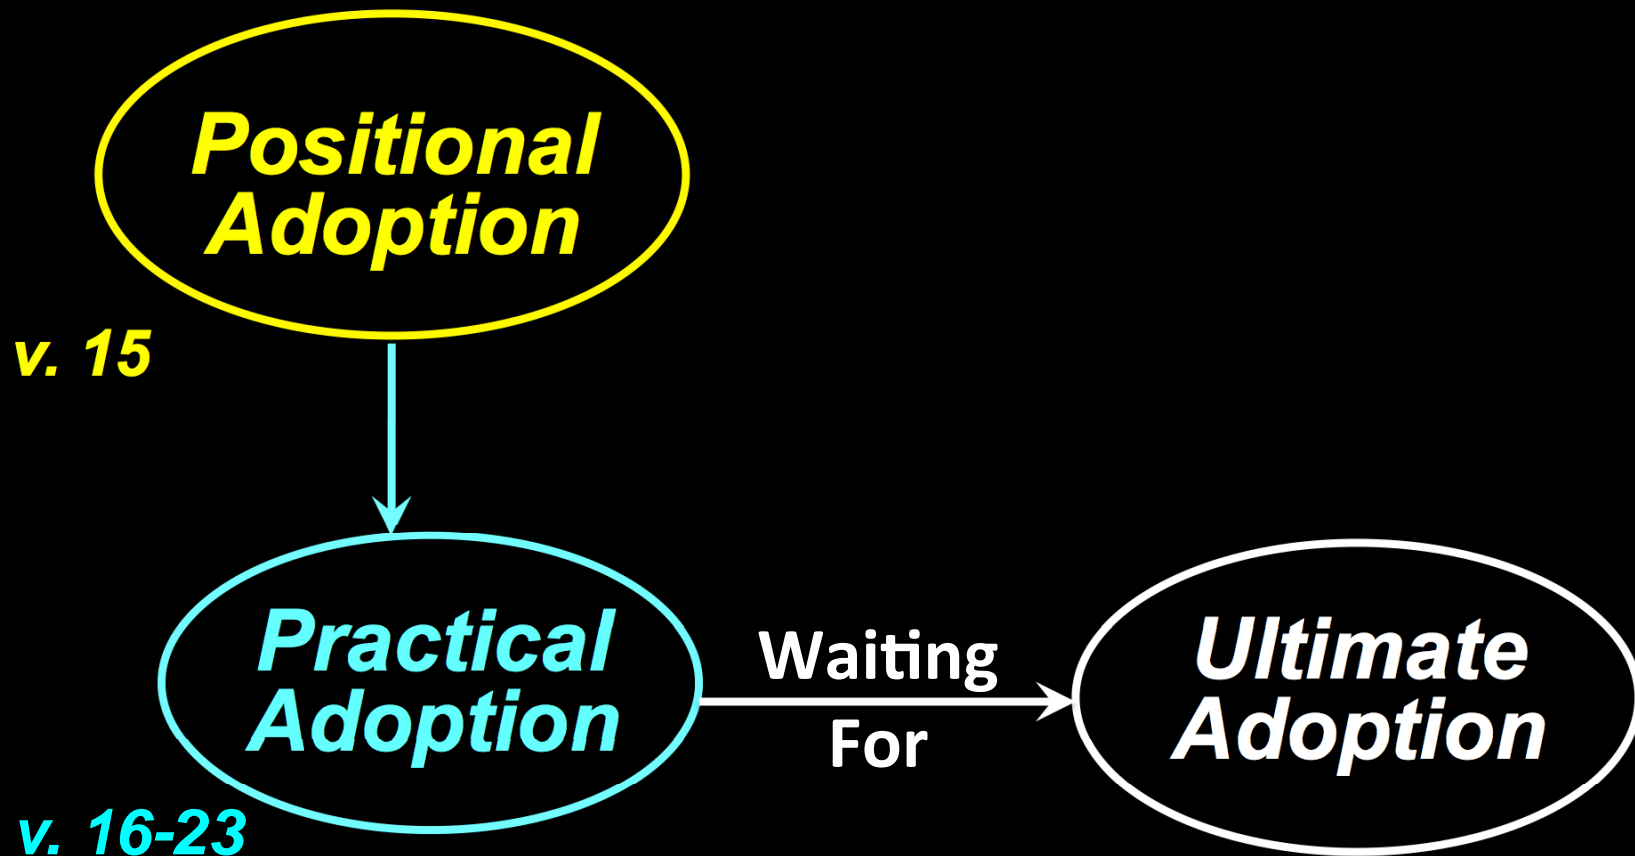 Positional
Adoption
v. 15
Practical
Adoption
Waiting
For
Ultimate
Adoption
v. 16-23